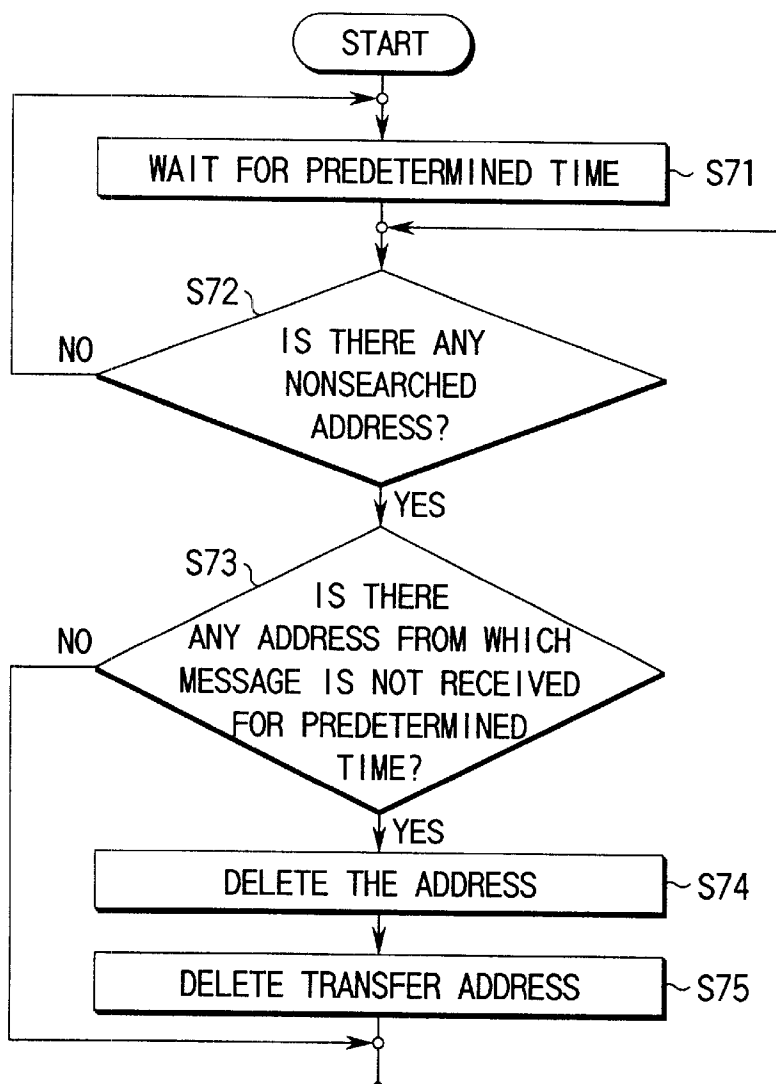 START
WAIT FOR PREDETERMINED TIME
S71
S72
NO
IS THERE ANY
NONSEARCHED
ADDRESS?
YES
S73
NO
IS THERE
ANY ADDRESS FROM WHICH
MESSAGE IS NOT RECEIVED
FOR PREDETERMINED
TIME?
YES
DELETE THE ADDRESS
S74
DELETE TRANSFER ADDRESS
S75